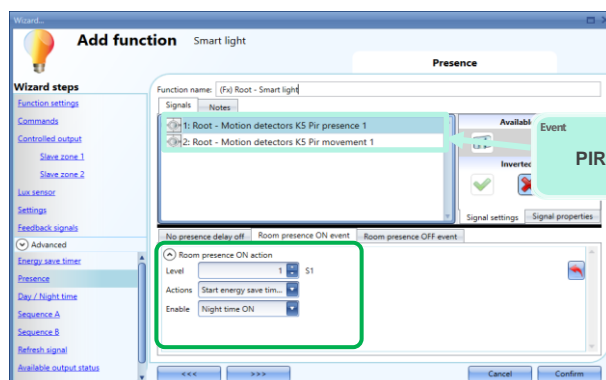 Wizard...
Add function Smart light
Presence
Wizard steps
Function settings
Commands
Controlled output
Slave zone 1
Slave zone 2
Lux sensor
Settings
Feedback signals
Advanced
Energy save timer
Presence
Day / Night time
Sequence A
Sequence B
Refresh signal
Available output status
Function name: (Fx) Root - Smart light
Signals Notes
1: Root - Motion detectors K5 Pir presence 1
2: Root - Motion detectors K5 Pir movement 1
Event
PIR
Signal settings Signal properties
No presence delay off Room presence ON event Room presence OFF event
Room presence ON action
Level 1 S1
Actions Start energy save tim...
Enable Night time ON
<<< >>> Cancel Confirm